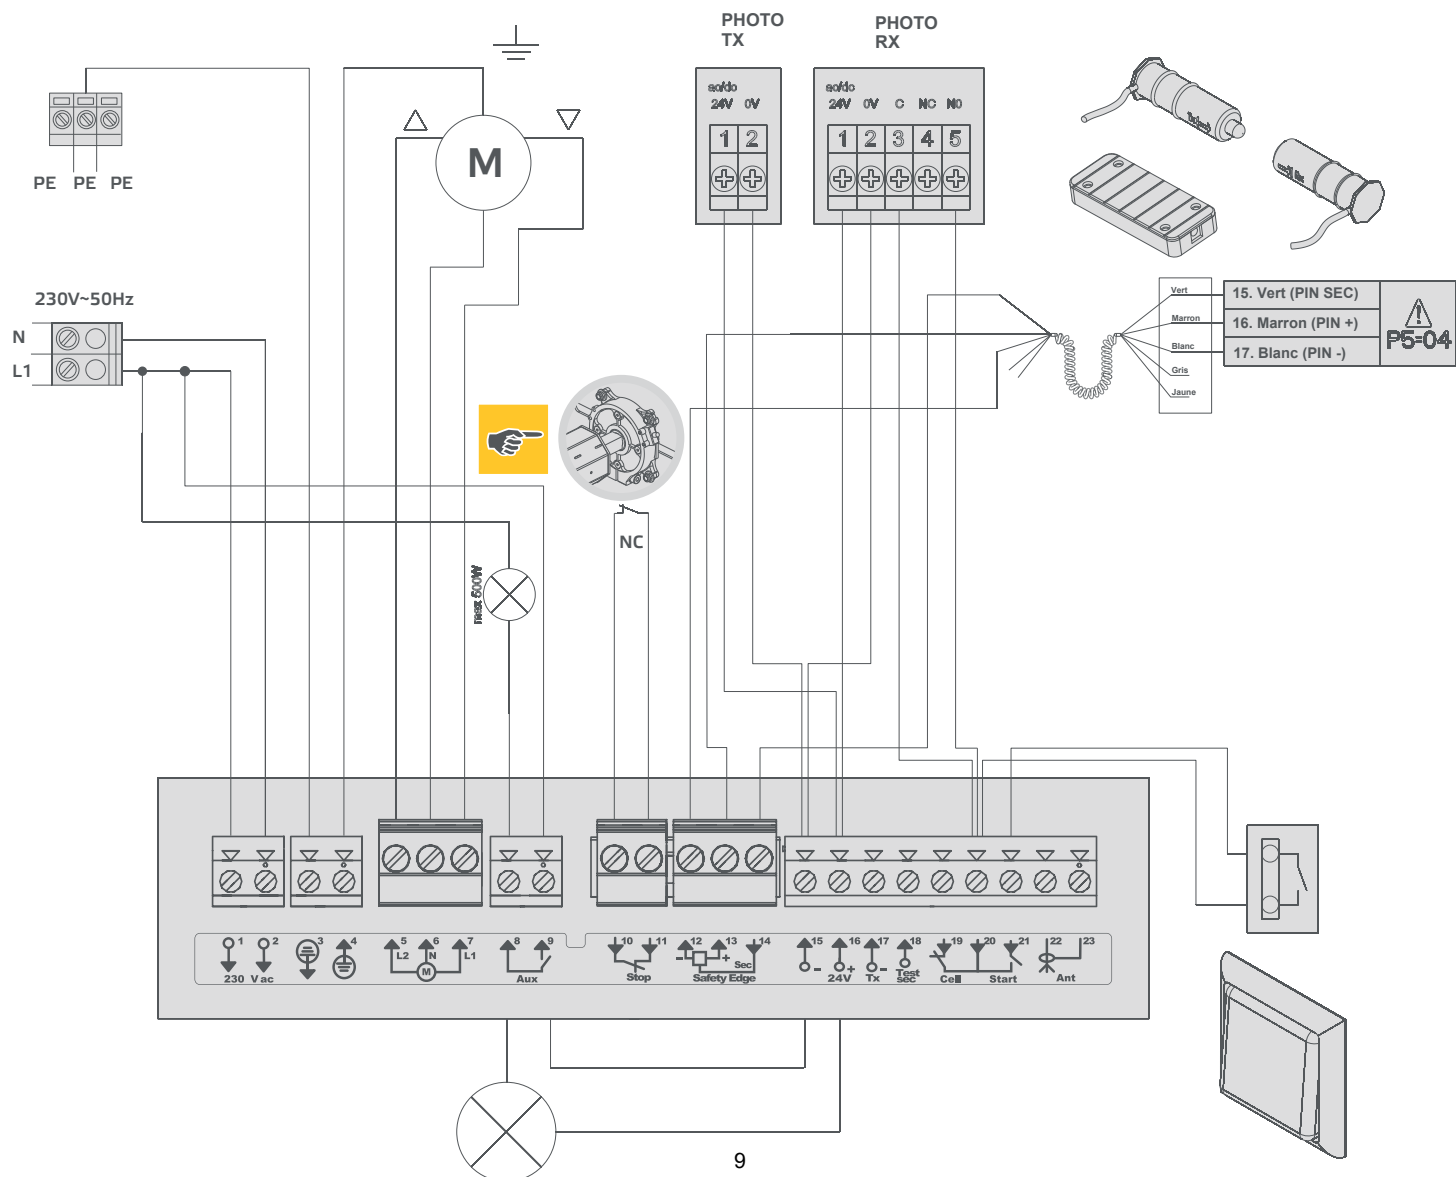 PHOTO
TX
PHOTO
RX
ac/dc
24V 0V
1 2
ac/dc
24V 0V C NC NO
1 2 3 4 5
M
PE PE PE
230V~50Hz
N
L1
Vert
Marron
Blanc
Gris
Jaune
15. Vert (PIN SEC)
16. Marron (PIN +)
17. Blanc (PIN -)
P5=04
NC
max 500W
1 2 3 4 5 6 7 8 9 10 11 12 13 14 15 16 17 18 19 20 21 22 23
L2 N L1
M
- + Sec
- + -
230 Vac
Aux
Stop
Safety Edge
24V
Tx
Test
sec
Cell
Start
Ant
9